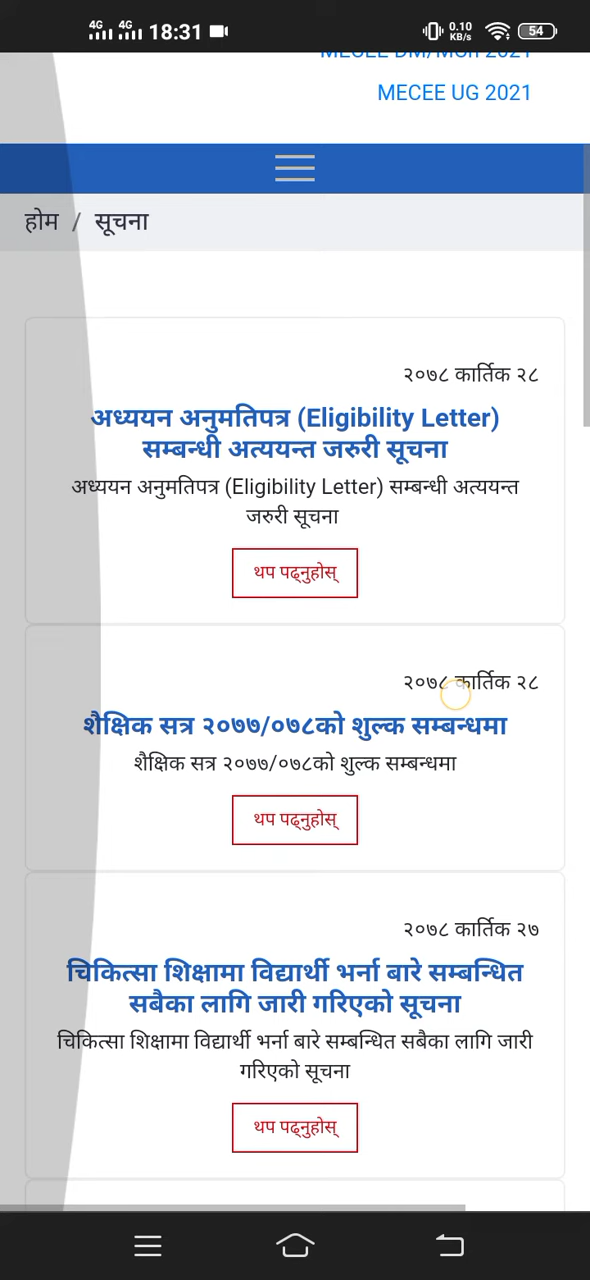 4G 4G 18:31 0.10 KB/s 54
MECEE DM/MCh 2021
MECEE UG 2021
होम / सूचना
२०७८ कार्तिक २८
अध्ययन अनुमतिपत्र (Eligibility Letter)
सम्बन्धी अत्ययन्त जरुरी सूचना
अध्ययन अनुमतिपत्र (Eligibility Letter) सम्बन्धी अत्ययन्त
जरुरी सूचना
थप पढ्नुहोस्
२०७८ कार्तिक २८
शैक्षिक सत्र २०७७/०७८को शुल्क सम्बन्धमा
शैक्षिक सत्र २०७७/०७८को शुल्क सम्बन्धमा
थप पढ्नुहोस्
२०७८ कार्तिक २७
चिकित्सा शिक्षामा विद्यार्थी भर्ना बारे सम्बन्धित
सबैका लागि जारी गरिएको सूचना
चिकित्सा शिक्षामा विद्यार्थी भर्ना बारे सम्बन्धित सबैका लागि जारी
गरिएको सूचना
थप पढ्नुहोस्